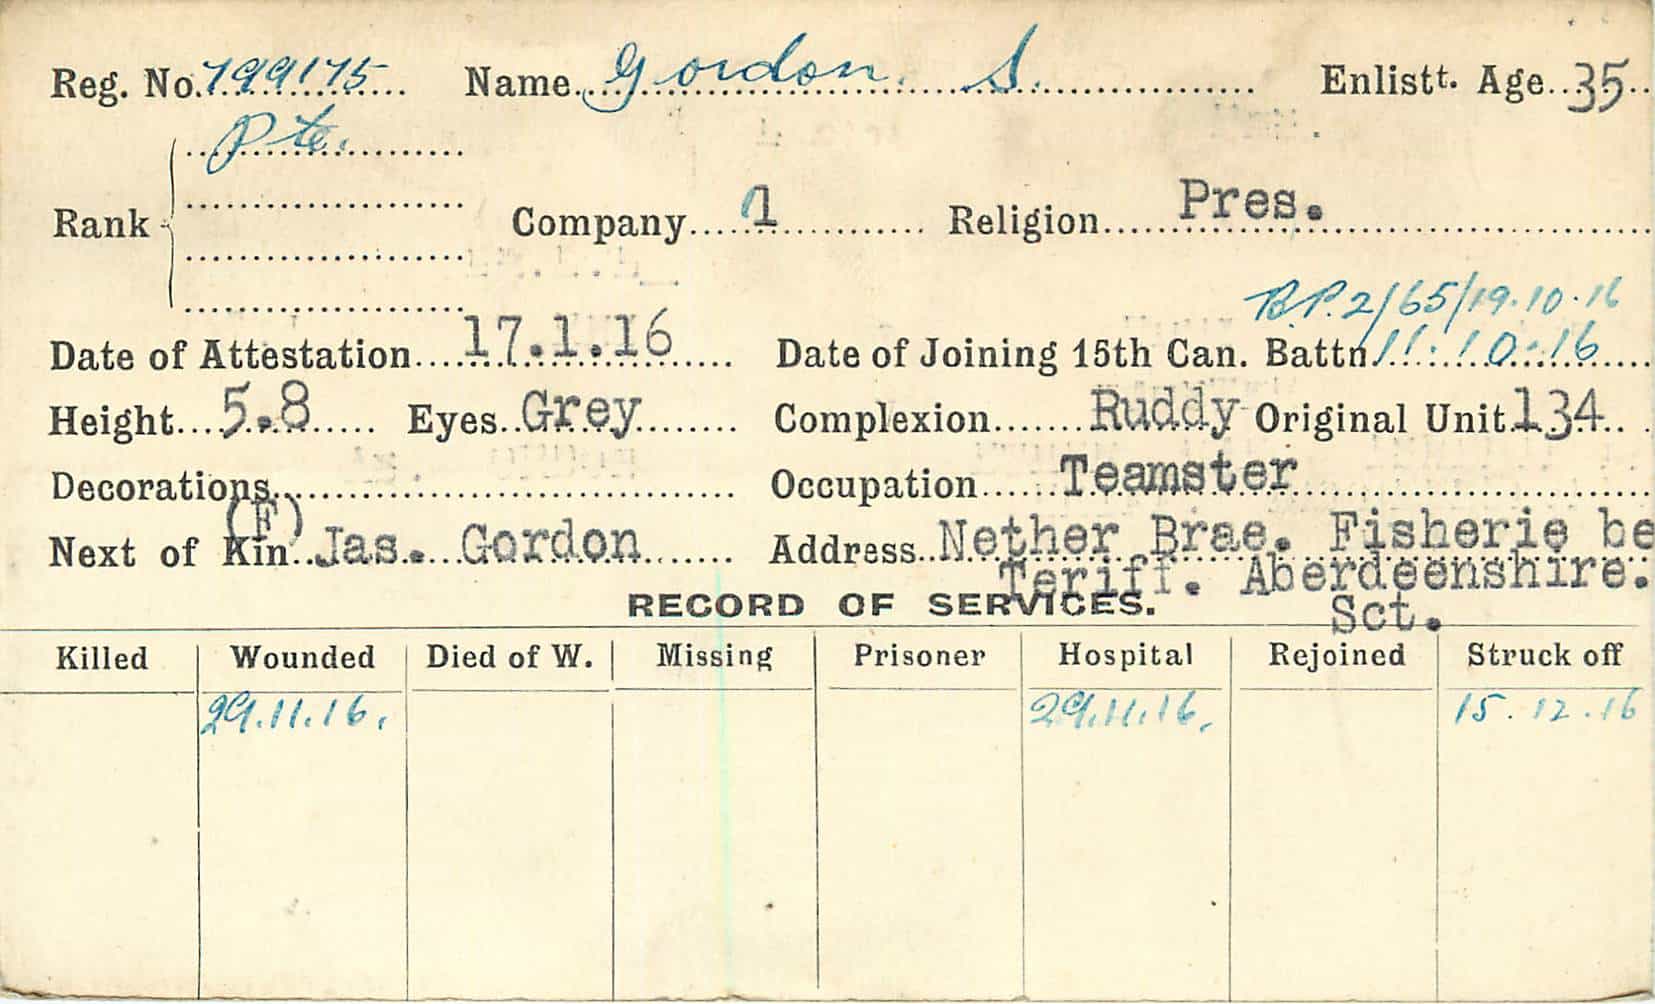 Reg. No. 799175 Name Gordon. S. Enlistt. Age 35
Pte.
Rank Company 1 Religion Pres.
B.P.2/65/19.10.16
Date of Attestation 17.1.16 Date of Joining 15th Can. Battn 11.10.16
Height 5.8 Eyes Grey Complexion Ruddy Original Unit 134
Decorations Occupation Teamster
(F)
Next of Kin Jas. Gordon Address Nether Brae. Fisherie be
Teriff. Aberdeenshire.
RECORD OF SERVICES. Sct.
Killed Wounded Died of W. Missing Prisoner Hospital Rejoined Struck off
29.11.16. 29.11.16. 15.12.16